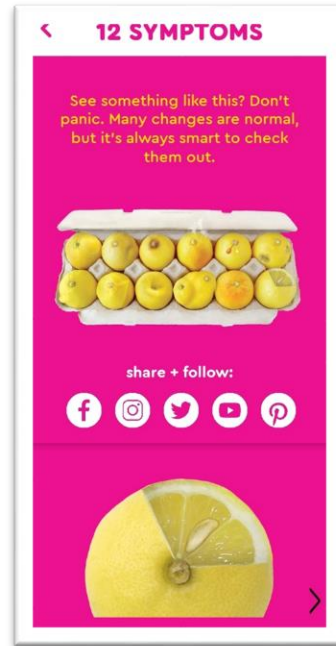 12 SYMPTOMS
See something like this? Don't
panic. Many changes are normal,
but it's always smart to check
them out.
share + follow: